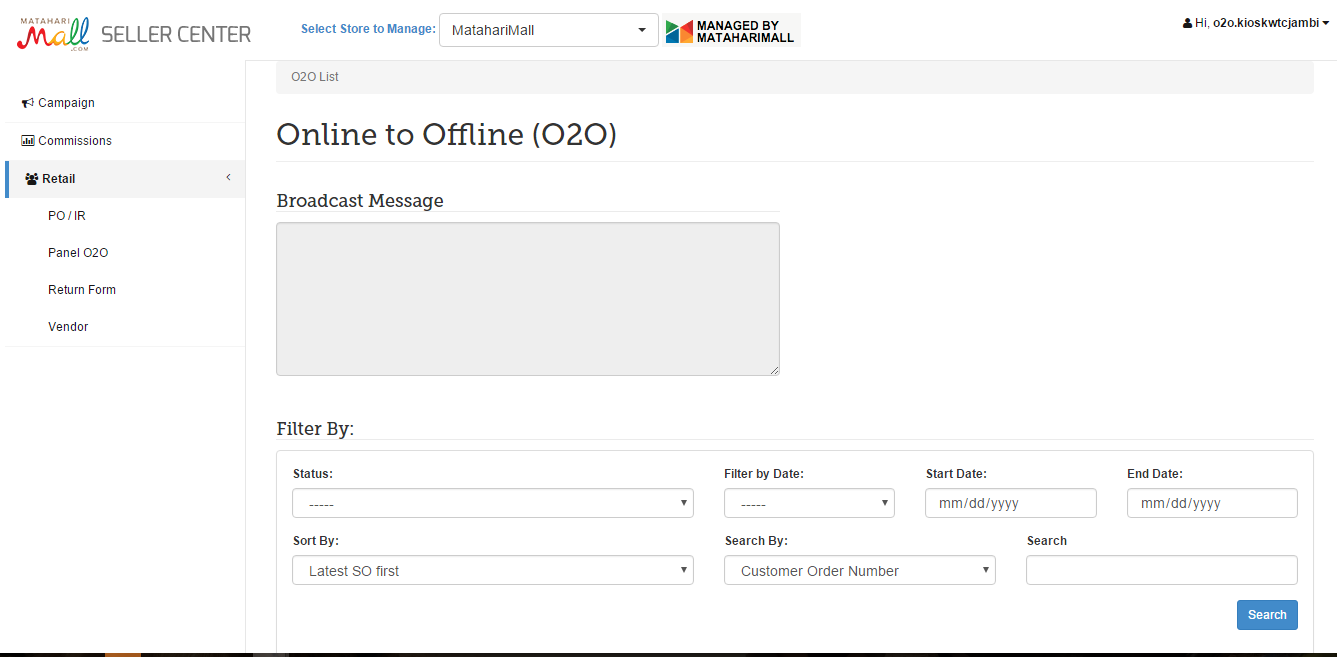 MATAHARI
Mall
.COM
SELLER CENTER
Select Store to Manage:
MatahariMall
MANAGED BY
MATAHARIMALL
Hi, o2o.kioskwtcjambi
Campaign
Commissions
Retail
PO / IR
Panel O2O
Return Form
Vendor
O2O List
Online to Offline (O2O)
Broadcast Message
Filter By:
Status:
Filter by Date:
Start Date:
End Date:
-----
-----
mm/dd/yyyy
mm/dd/yyyy
Sort By:
Search By:
Search
Latest SO first
Customer Order Number
Search